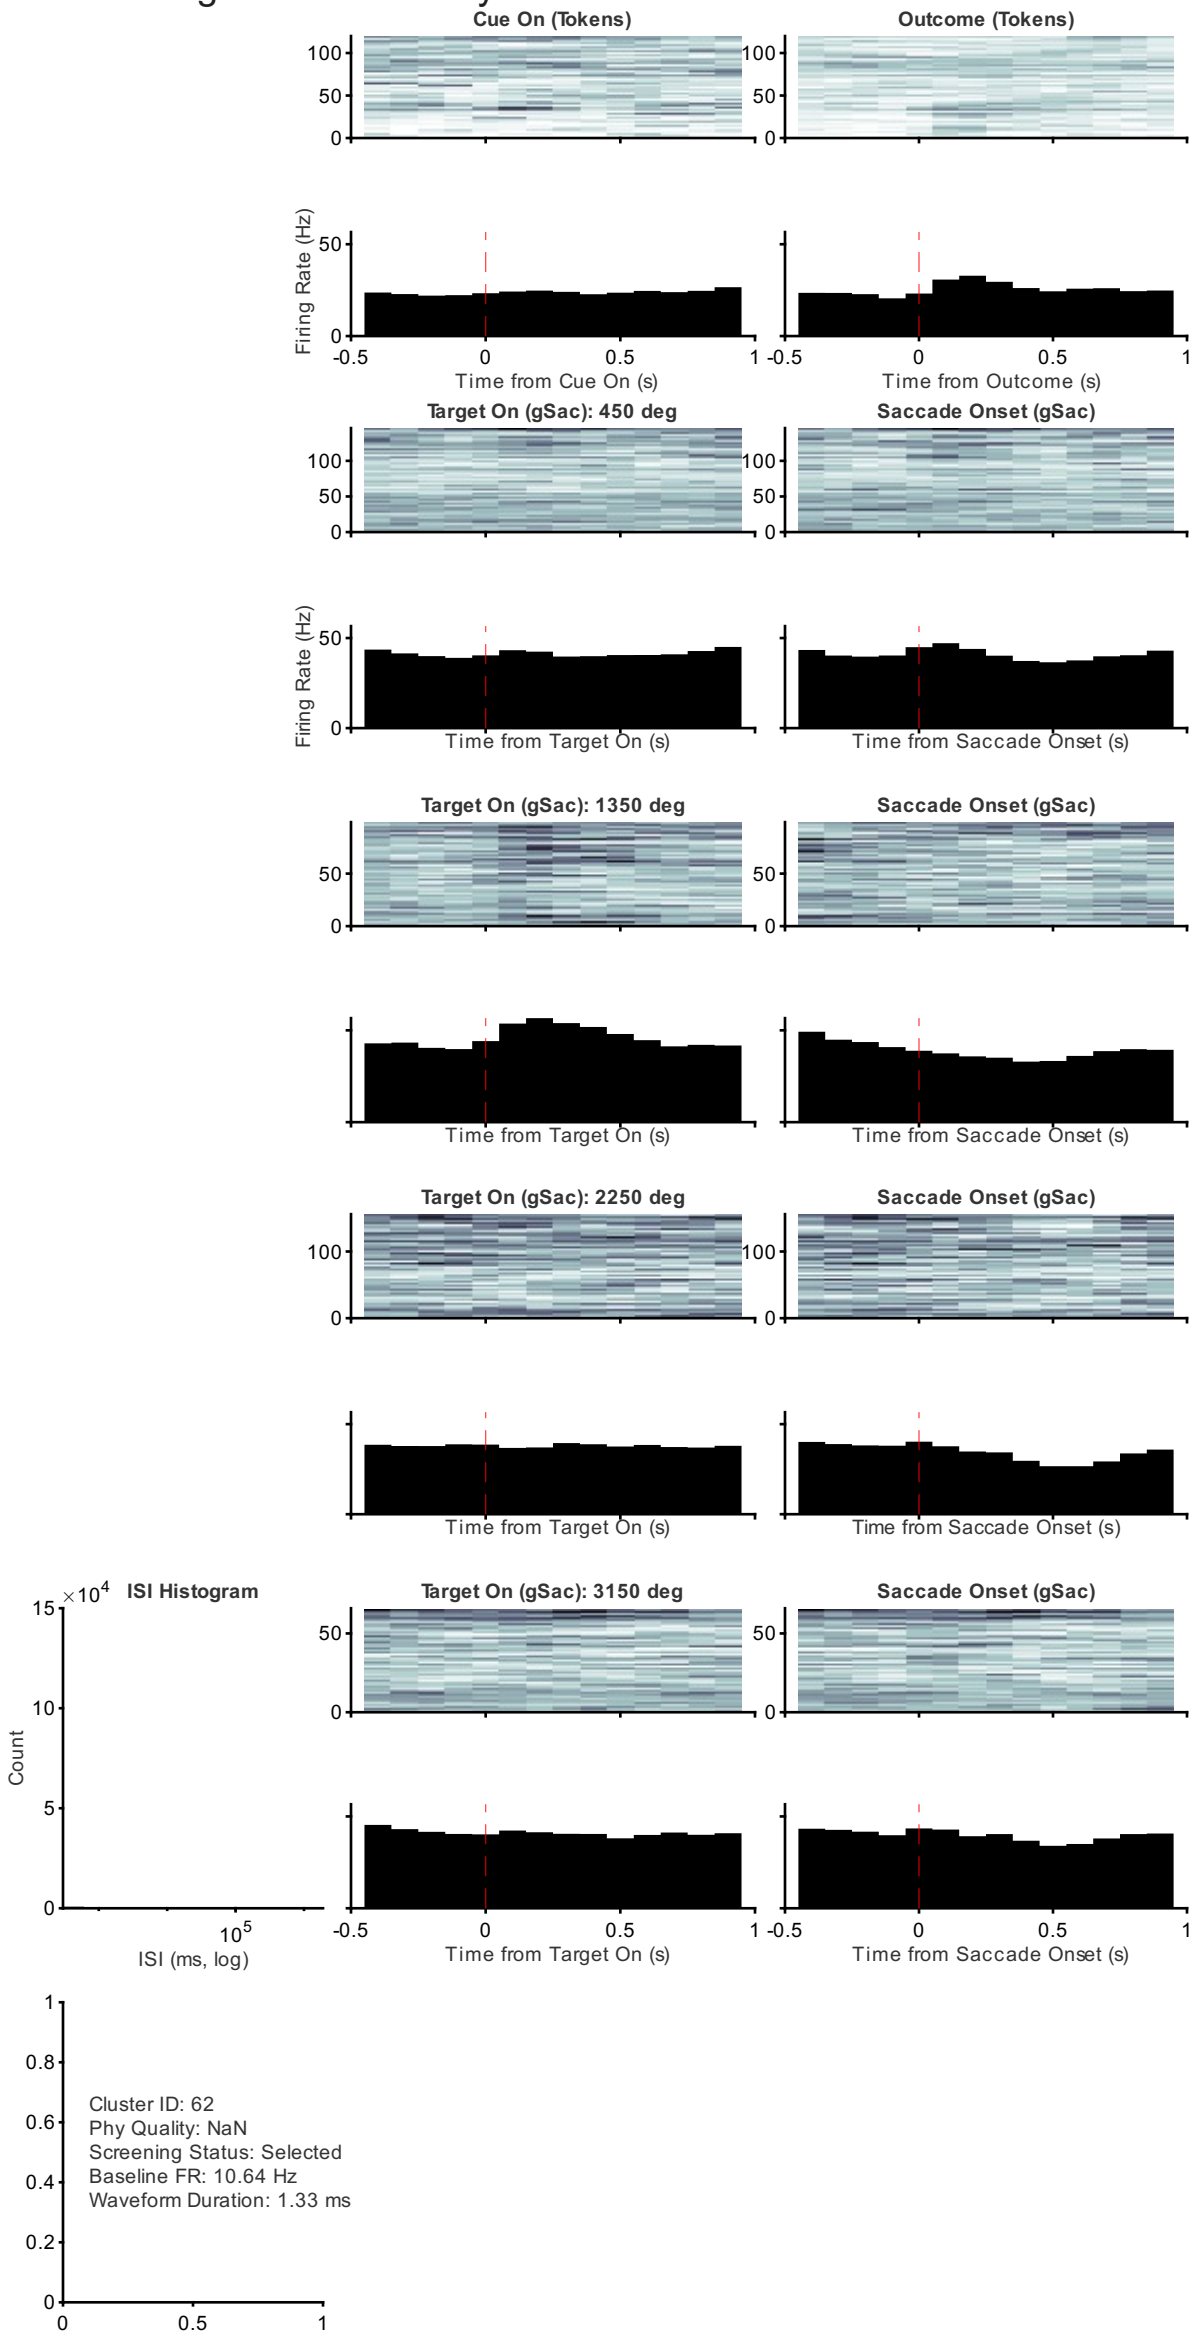 Cue On (Tokens)
Outcome (Tokens)
100
50
0
100
50
0
Firing Rate (Hz)
50
0
-0.5
0
0.5
1
-0.5
0
0.5
1
Time from Cue On (s)
Time from Outcome (s)
Target On (gSac): 450 deg
Saccade Onset (gSac)
100
50
0
100
50
0
Firing Rate (Hz)
50
0
Time from Target On (s)
Time from Saccade Onset (s)
Target On (gSac): 1350 deg
Saccade Onset (gSac)
50
0
50
0
Time from Target On (s)
Time from Saccade Onset (s)
Target On (gSac): 2250 deg
Saccade Onset (gSac)
100
0
100
0
Time from Target On (s)
Time from Saccade Onset (s)
ISI Histogram
×10^4
15
10
5
0
Count
10^5
ISI (ms, log)
Target On (gSac): 3150 deg
Saccade Onset (gSac)
50
0
50
0
-0.5
0
0.5
1
-0.5
0
0.5
1
Time from Target On (s)
Time from Saccade Onset (s)
1
0.8
0.6
0.4
0.2
0
Cluster ID: 62
Phy Quality: NaN
Screening Status: Selected
Baseline FR: 10.64 Hz
Waveform Duration: 1.33 ms
0
0.5
1